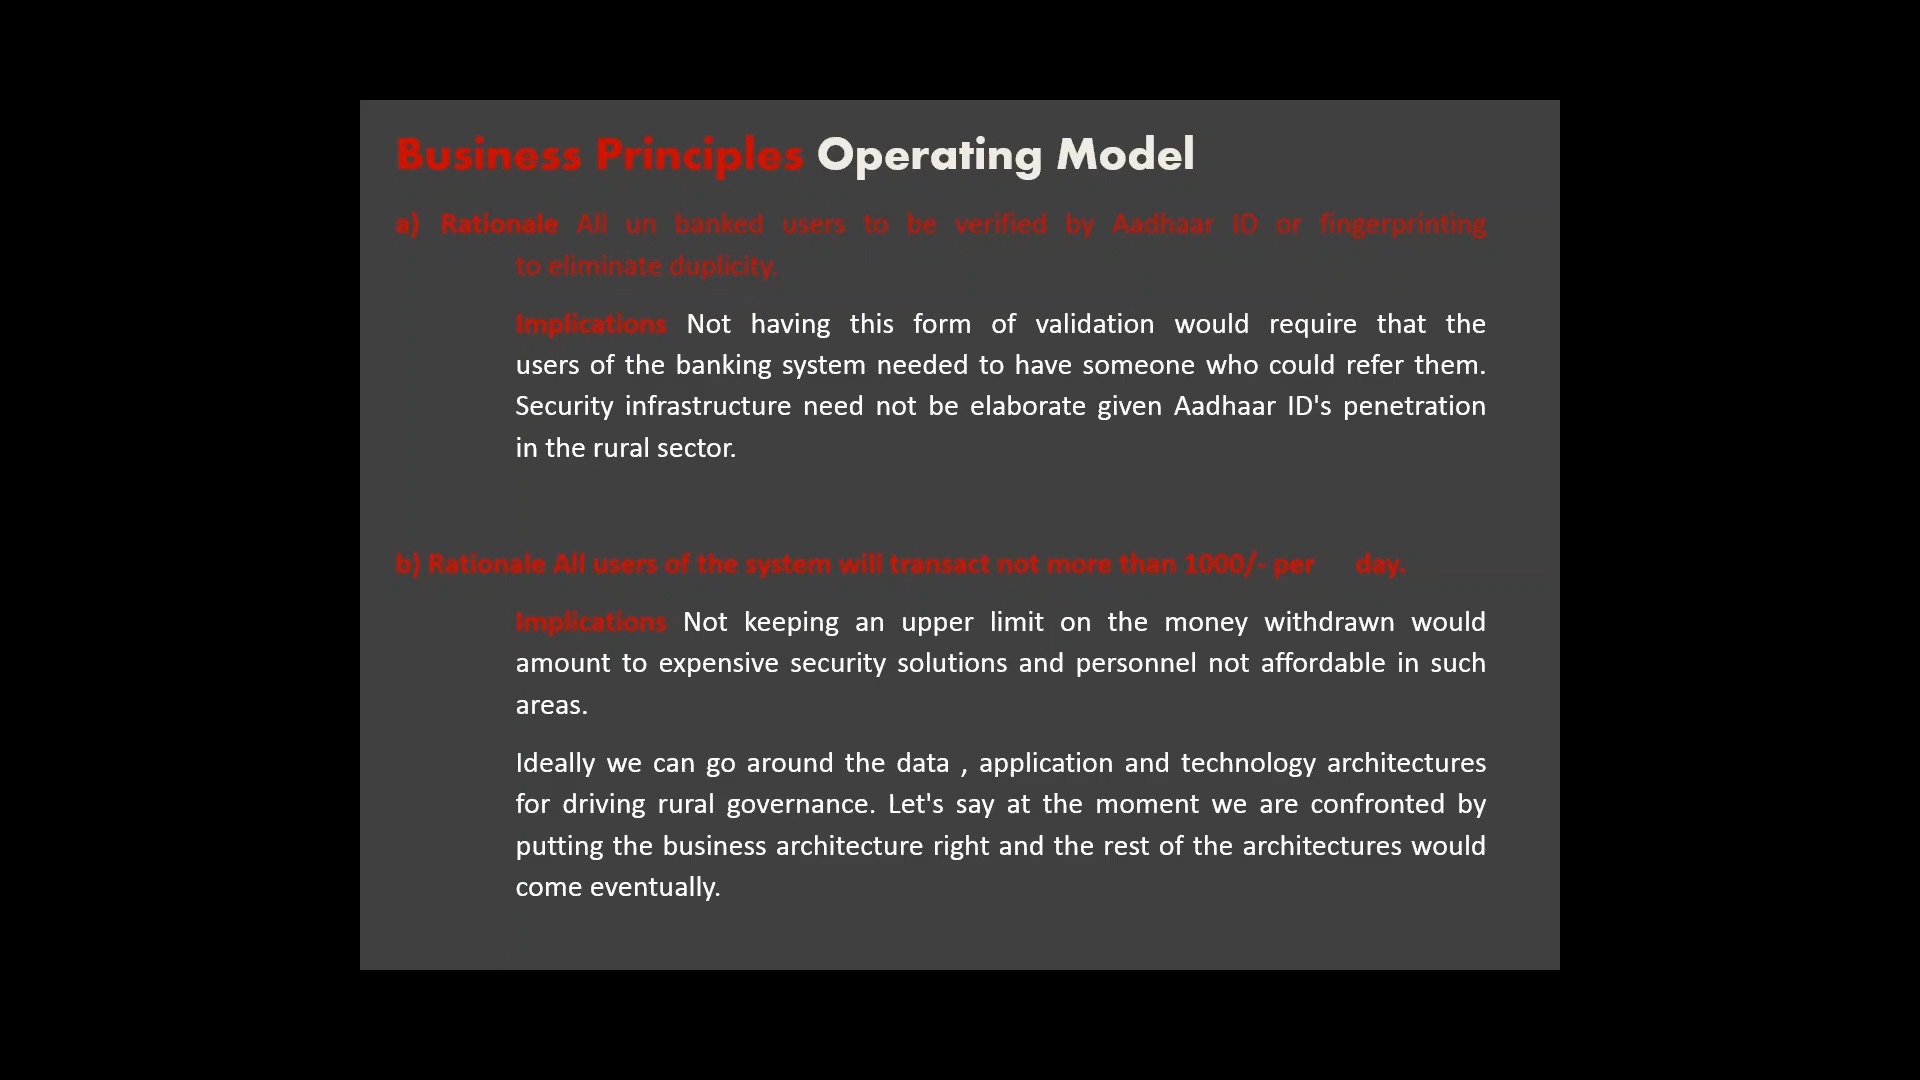 Business Principles Operating Model
a) Rationale All un banked users to be verified by Aadhaar ID or fingerprinting
to eliminate duplicity.
Implications Not having this form of validation would require that the
users of the banking system needed to have someone who could refer them.
Security infrastructure need not be elaborate given Aadhaar ID's penetration
in the rural sector.
b) Rationale All users of the system will transact not more than 1000/- per day.
Implications Not keeping an upper limit on the money withdrawn would
amount to expensive security solutions and personnel not affordable in such
areas.
Ideally we can go around the data , application and technology architectures
for driving rural governance. Let's say at the moment we are confronted by
putting the business architecture right and the rest of the architectures would
come eventually.